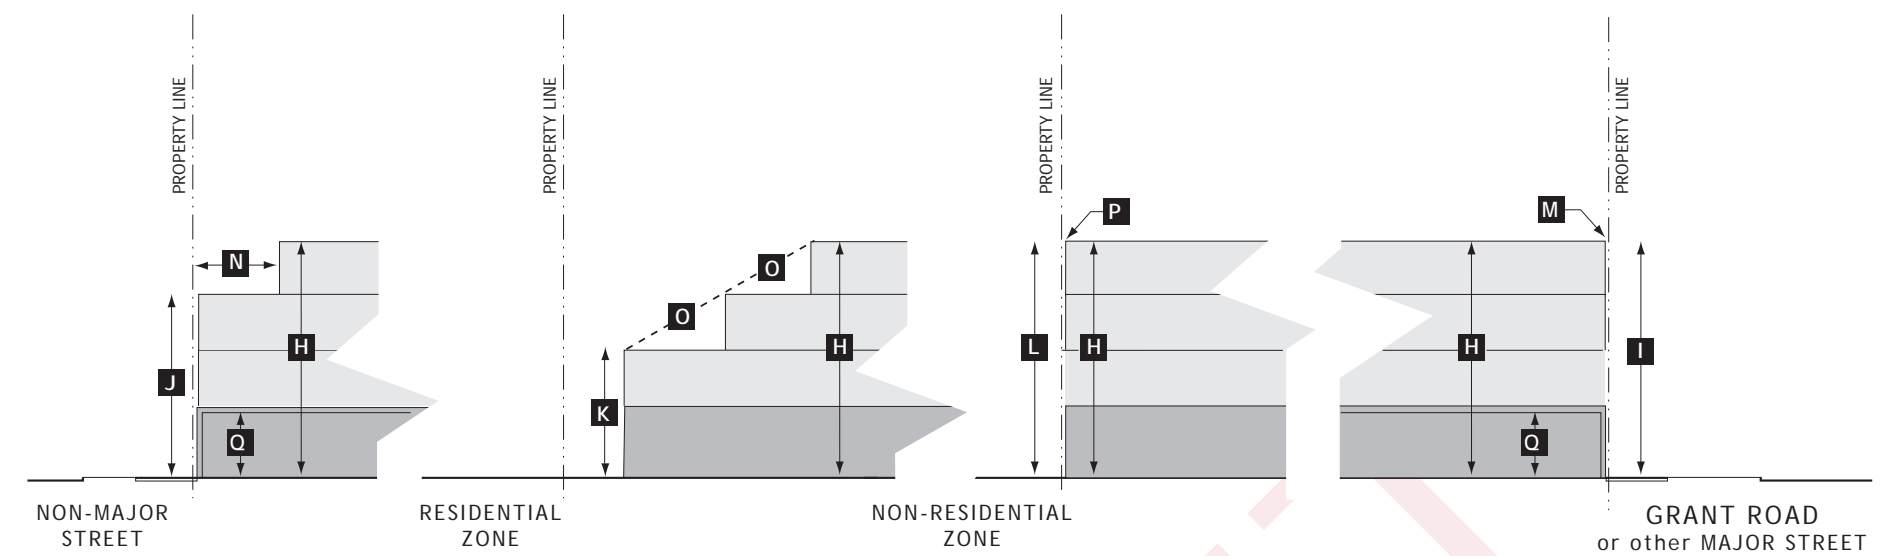 PROPERTY LINE
PROPERTY LINE
PROPERTY LINE
PROPERTY LINE
P
M
N
O
O
H
H
L
H
H
I
J
K
Q
Q
NON-MAJOR
STREET
RESIDENTIAL
ZONE
NON-RESIDENTIAL
ZONE
GRANT ROAD
or other MAJOR STREET